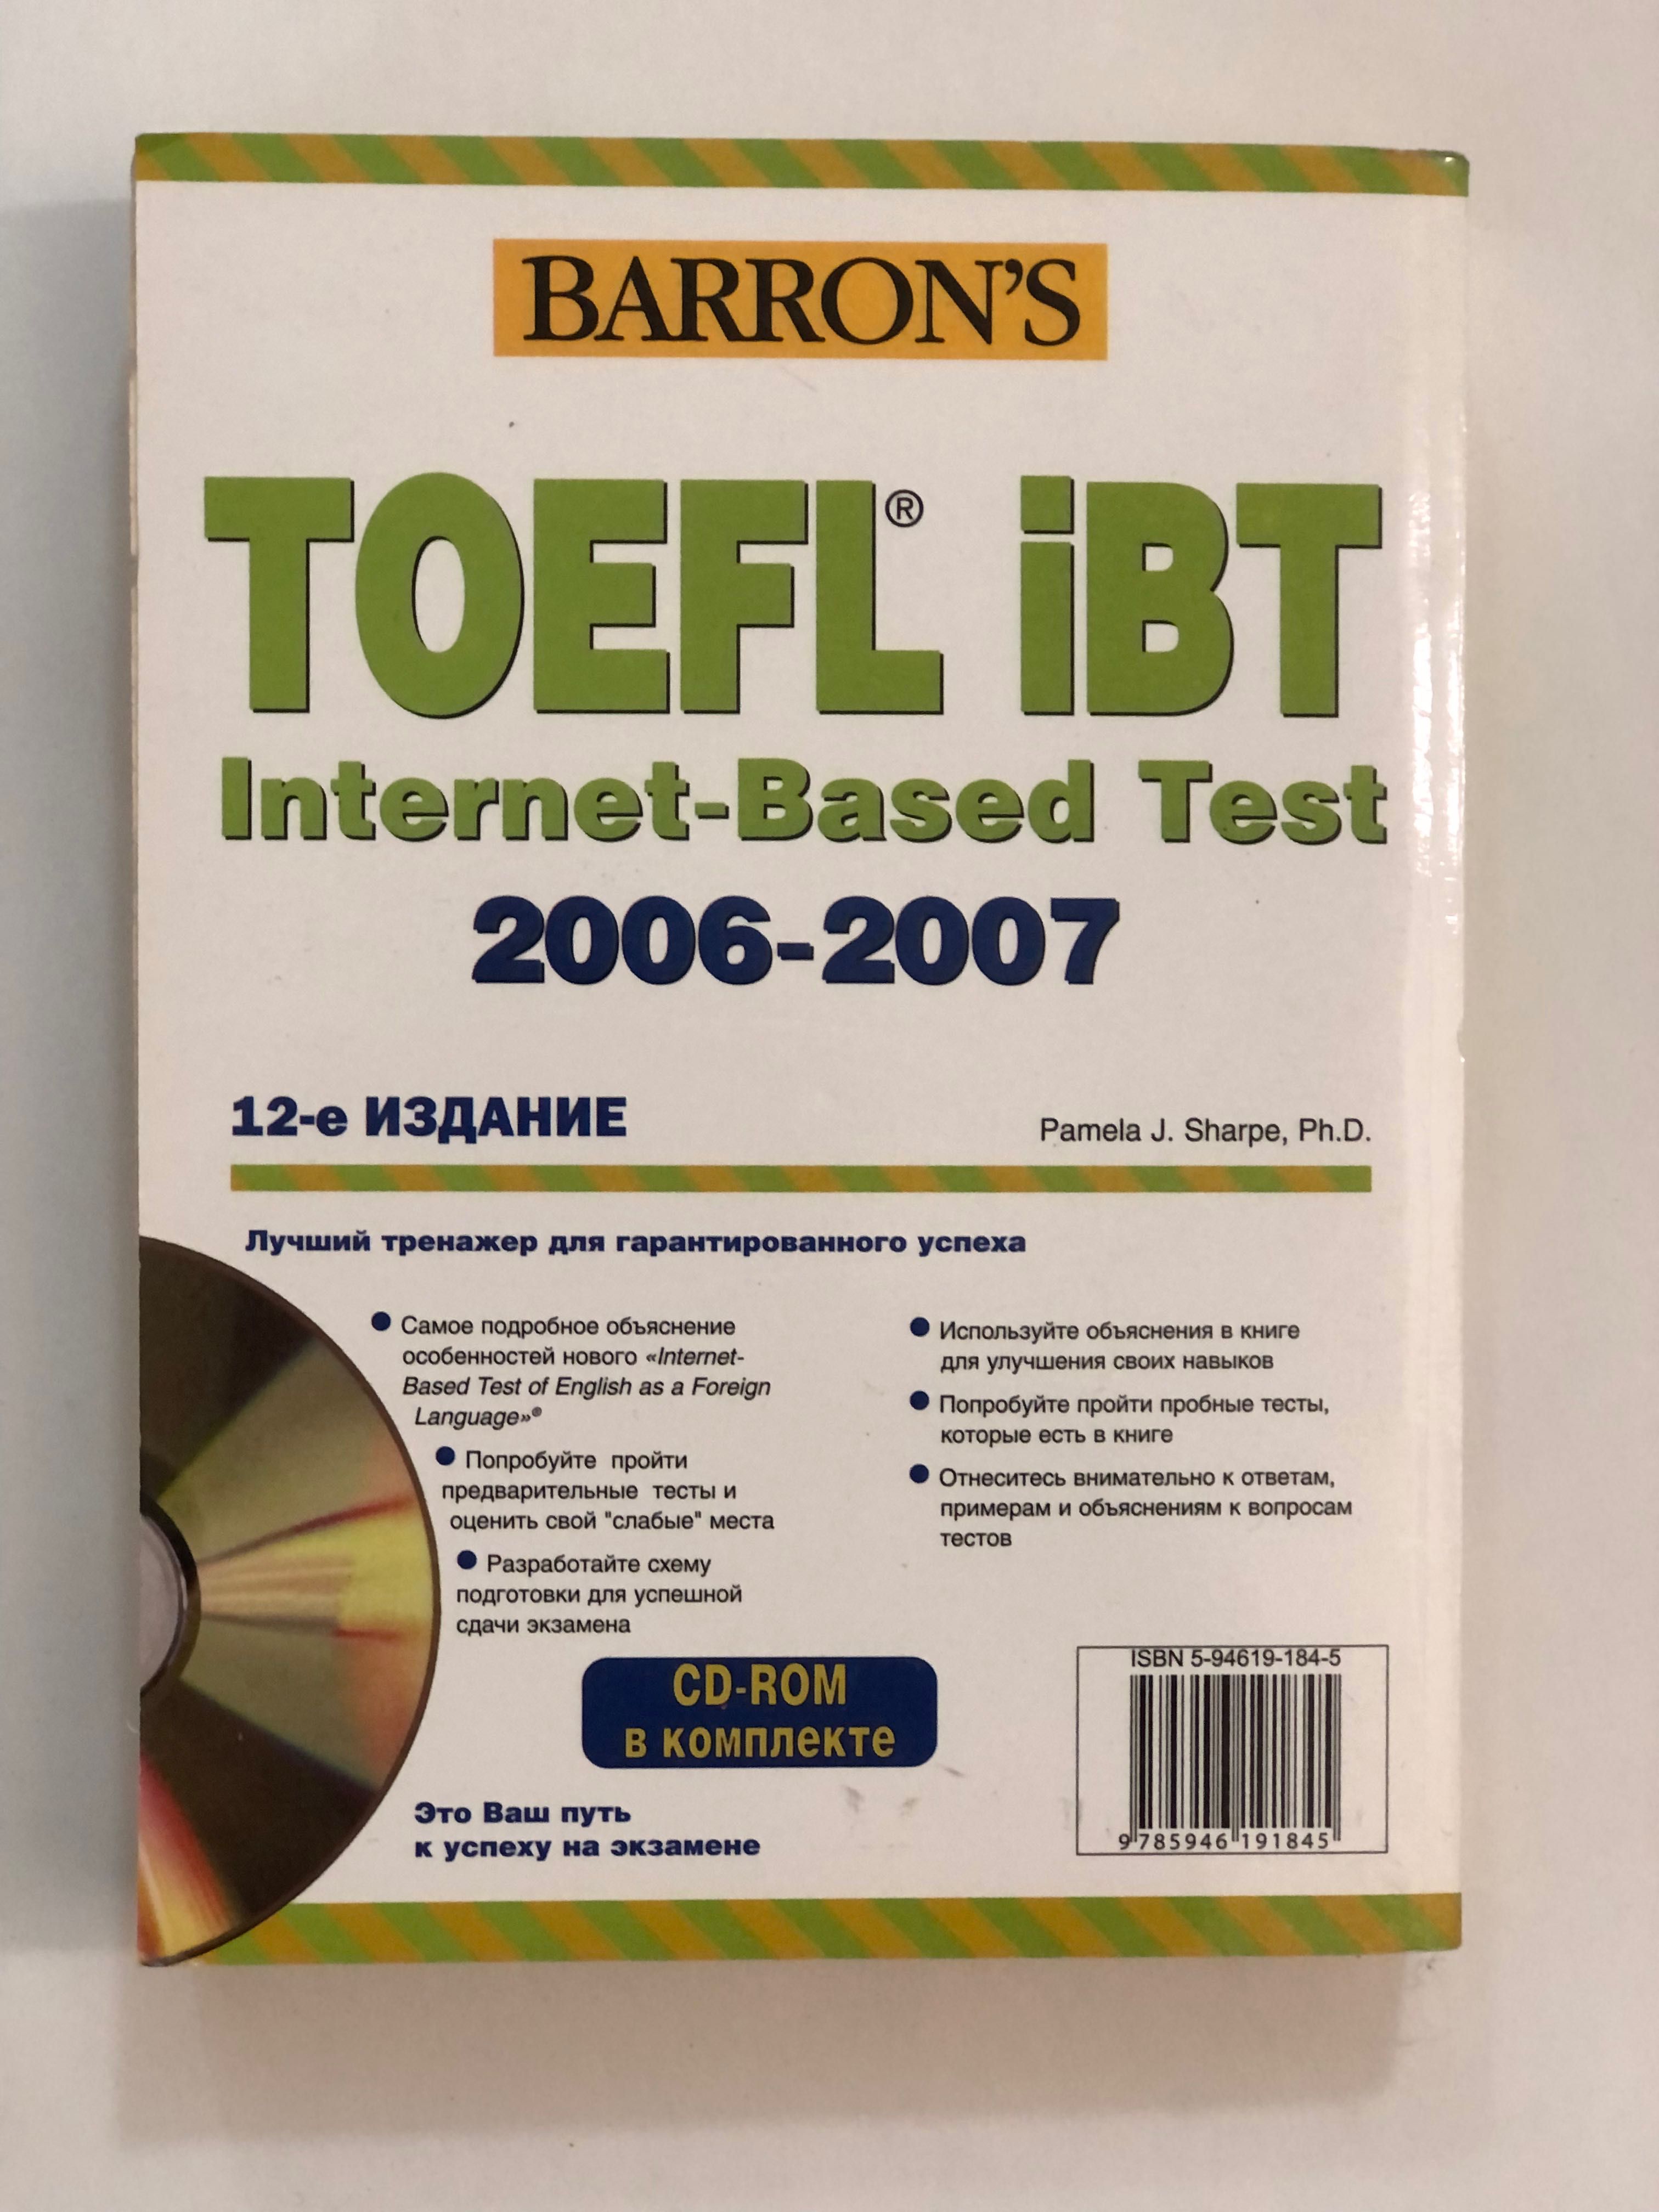 BARRON'S
TOEFL® iBT
Internet-Based Test
2006-2007
12-е ИЗДАНИЕ
Pamela J. Sharpe, Ph.D.
Лучший тренажер для гарантированного успеха
● Самое подробное объяснение
особенностей нового «Internet-
Based Test of English as a Foreign
Language»®
● Попробуйте пройти
предварительные тесты и
оценить свой "слабые" места
● Разработайте схему
подготовки для успешной
сдачи экзамена
● Используйте объяснения в книге
для улучшения своих навыков
● Попробуйте пройти пробные тесты,
которые есть в книге
● Отнеситесь внимательно к ответам,
примерам и объяснениям к вопросам
тестов
CD-ROM
в комплекте
Это Ваш путь
к успеху на экзамене
ISBN 5-94619-184-5
9 785946 191845